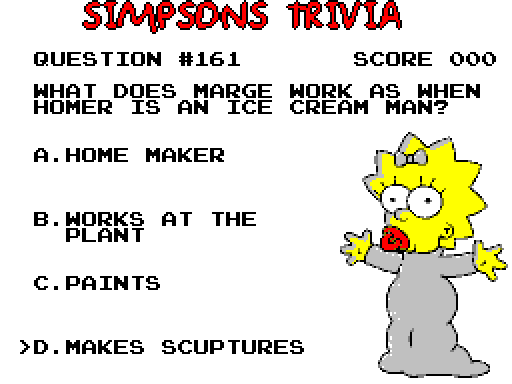 SIMPSONS TRIVIA
QUESTION #161 SCORE 000
WHAT DOES MARGE WORK AS WHEN
HOMER IS AN ICE CREAM MAN?
A.HOME MAKER
B.WORKS AT THE
PLANT
C.PAINTS
>D.MAKES SCUPTURES